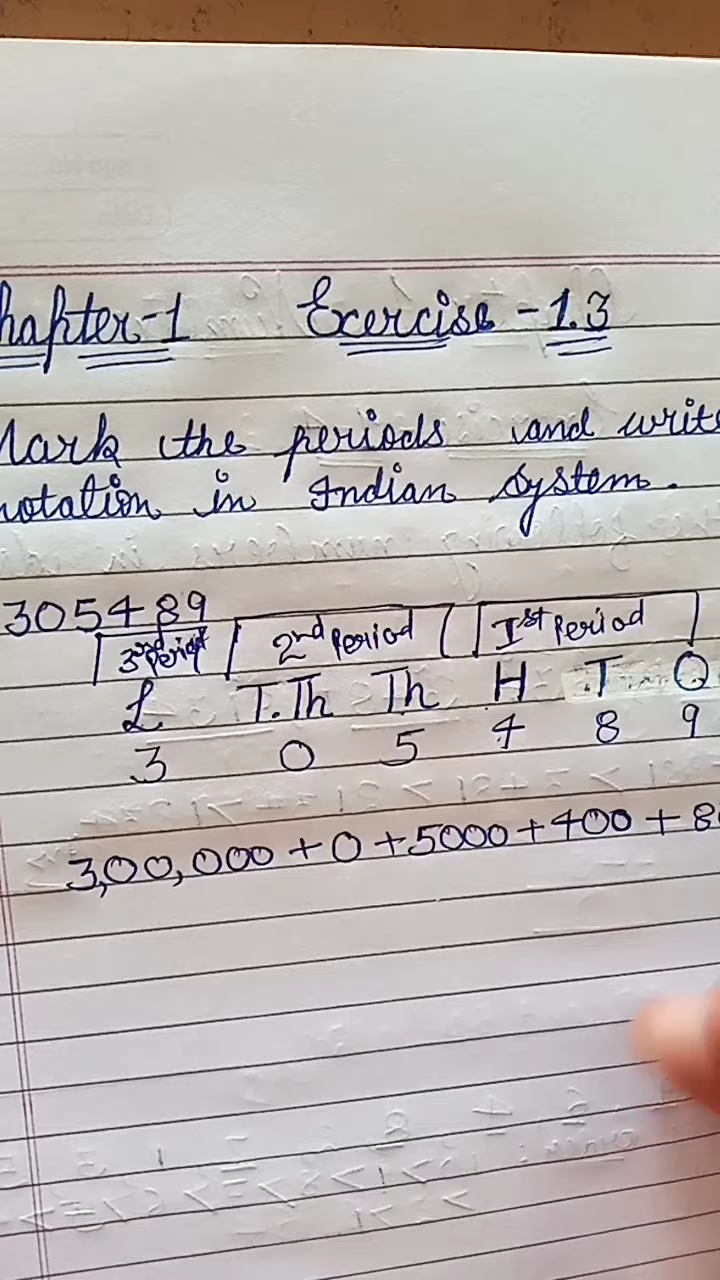 hapter-1 Exercise - 1.3
Mark the periods and write
notation in Indian System.
305489
3rd Period 2nd Period Ist Period
L T.Th Th H T O
3 0 5 4 8 9
3,00,000 + 0 + 5000 + 400 + 8